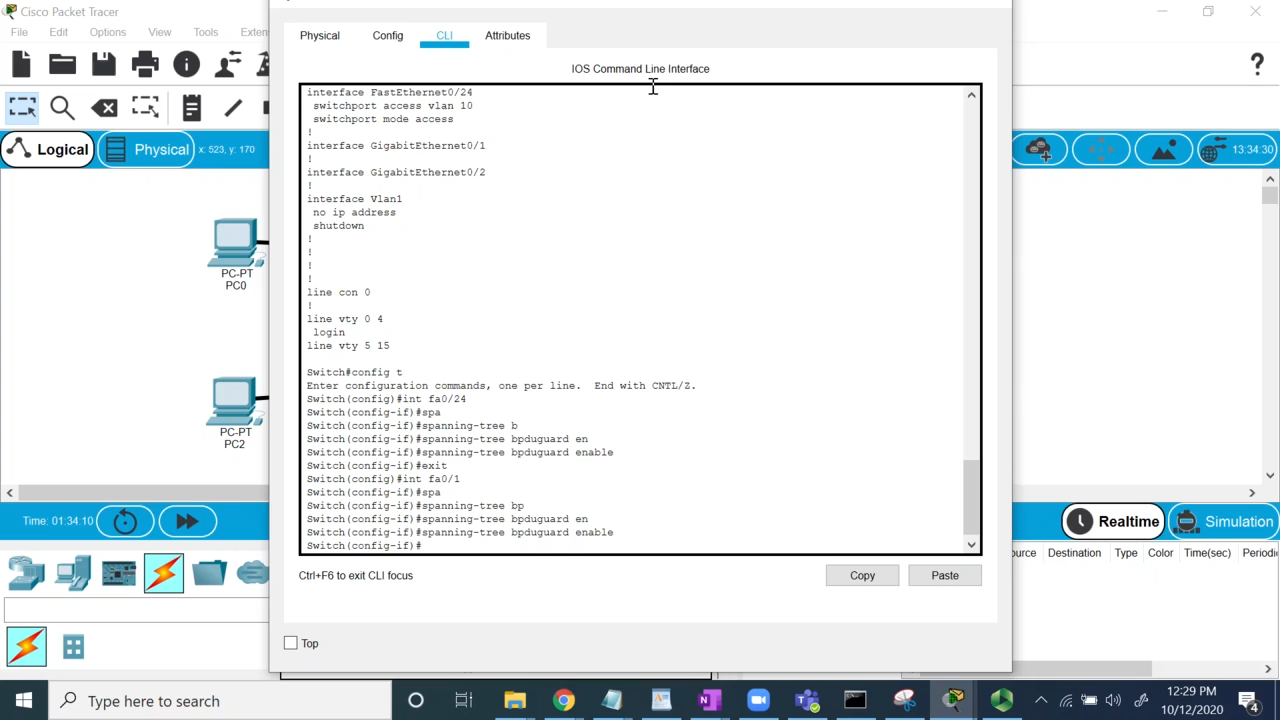 Cisco Packet Tracer
File Edit Options View Tools Exten
Physical Config CLI Attributes
IOS Command Line Interface
Logical Physical x: 523, y: 170
13:34:30
interface FastEthernet0/24
switchport access vlan 10
switchport mode access
!
interface GigabitEthernet0/1
!
interface GigabitEthernet0/2
!
interface Vlan1
no ip address
shutdown
!
!
!
!
line con 0
!
line vty 0 4
login
line vty 5 15
Switch#config t
Enter configuration commands, one per line. End with CNTL/Z.
Switch(config)#int fa0/24
Switch(config-if)#spa
Switch(config-if)#spanning-tree b
Switch(config-if)#spanning-tree bpduguard en
Switch(config-if)#spanning-tree bpduguard enable
Switch(config-if)#exit
Switch(config)#int fa0/1
Switch(config-if)#spa
Switch(config-if)#spanning-tree bp
Switch(config-if)#spanning-tree bpduguard en
Switch(config-if)#spanning-tree bpduguard enable
Switch(config-if)#
PC-PT
PC0
PC-PT
PC2
Ctrl+F6 to exit CLI focus
Copy Paste
Top
Time: 01:34:10
Realtime Simulation
ource Destination Type Color Time(sec) Periodi
Type here to search
12:29 PM
10/12/2020
4